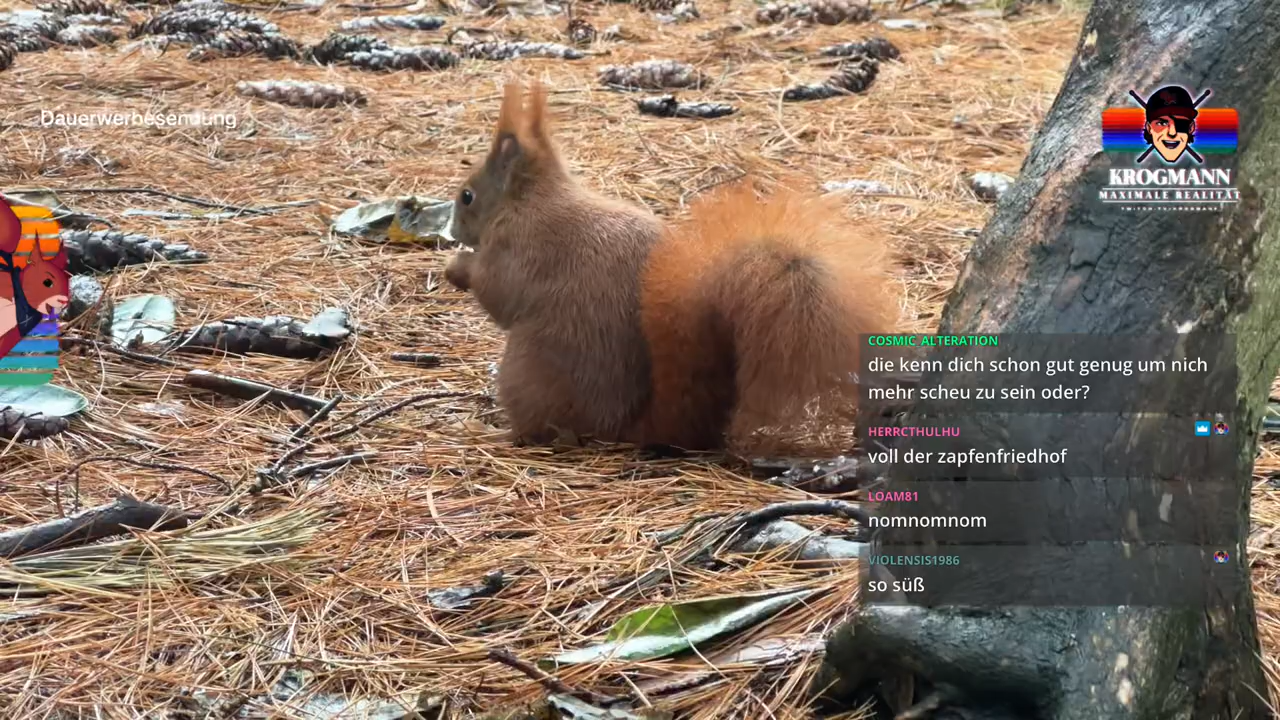 Dauerwerbesendung
KROGMANN
MAXIMALE REALITÄT
COSMIC_ALTERATION
die kenn dich schon gut genug um nich
mehr scheu zu sein oder?
HERRCTHULHU
voll der zapfenfriedhof
LOAM81
nomnomnom
VIOLENSIS1986
so süß